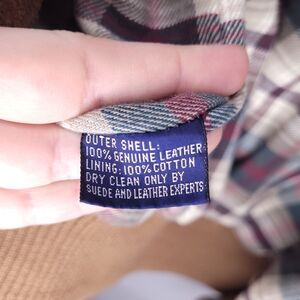 OUTER SHELL:
100% GENUINE LEATHER
LINING: 100% COTTON
DRY CLEAN ONLY BY
SUEDE AND LEATHER EXPERTS